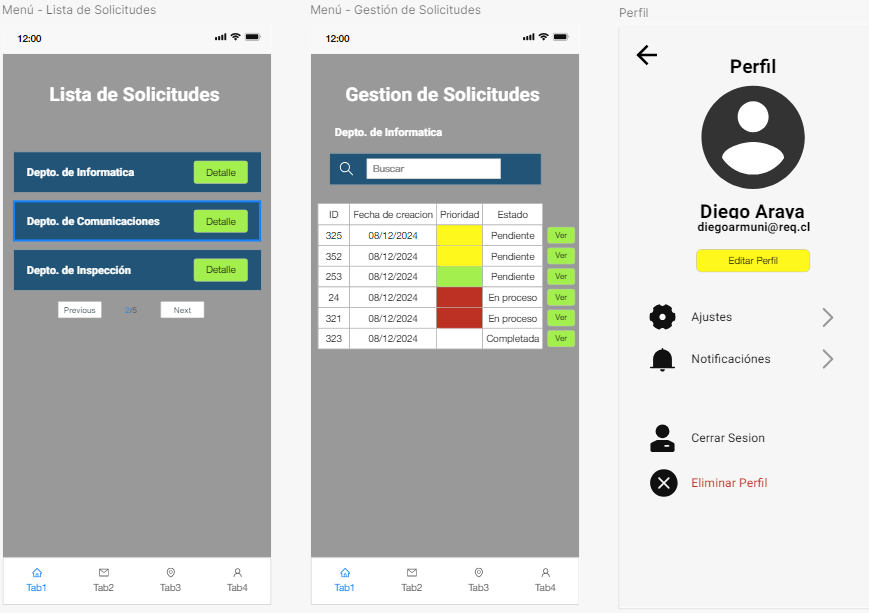 Menú - Lista de Solicitudes
12:00
Lista de Solicitudes
Depto. de Informatica
Detalle
Depto. de Comunicaciones
Detalle
Depto. de Inspección
Detalle
Previous
2/5
Next
Tab1
Tab2
Tab3
Tab4
Menú - Gestión de Solicitudes
12:00
Gestion de Solicitudes
Depto. de Informatica
Buscar
ID Fecha de creacion Prioridad Estado
325 08/12/2024 Pendiente Ver
352 08/12/2024 Pendiente Ver
253 08/12/2024 Pendiente Ver
24 08/12/2024 En proceso Ver
321 08/12/2024 En proceso Ver
323 08/12/2024 Completada Ver
Tab1
Tab2
Tab3
Tab4
Perfil
Perfil
Diego Araya
diegoarmuni@req.cl
Editar Perfil
Ajustes
Notificaciónes
Cerrar Sesion
Eliminar Perfil